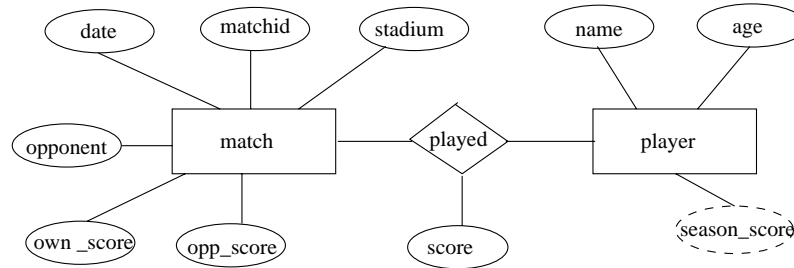 date
matchid
stadium
name
age
opponent
match
played
player
own _score
opp_score
score
season_score